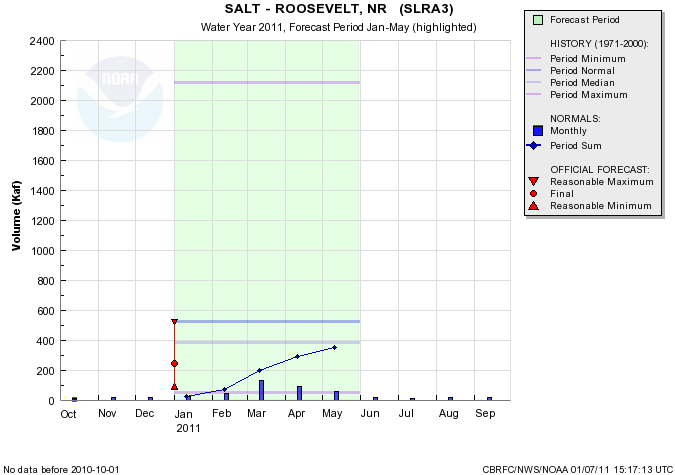 SALT - ROOSEVELT, NR (SLRA3)
Water Year 2011, Forecast Period Jan-May (highlighted)
NOAA
Volume (Kaf)
2400
2200
2000
1800
1600
1400
1200
1000
800
600
400
200
0
Oct Nov Dec Jan Feb Mar Apr May Jun Jul Aug Sep
2011
Forecast Period
HISTORY (1971-2000):
Period Minimum
Period Normal
Period Median
Period Maximum
NORMALS:
Monthly
Period Sum
OFFICIAL FORECAST:
Reasonable Maximum
Final
Reasonable Minimum
No data before 2010-10-01
CBRFC/NWS/NOAA 01/07/11 15:17:13 UTC